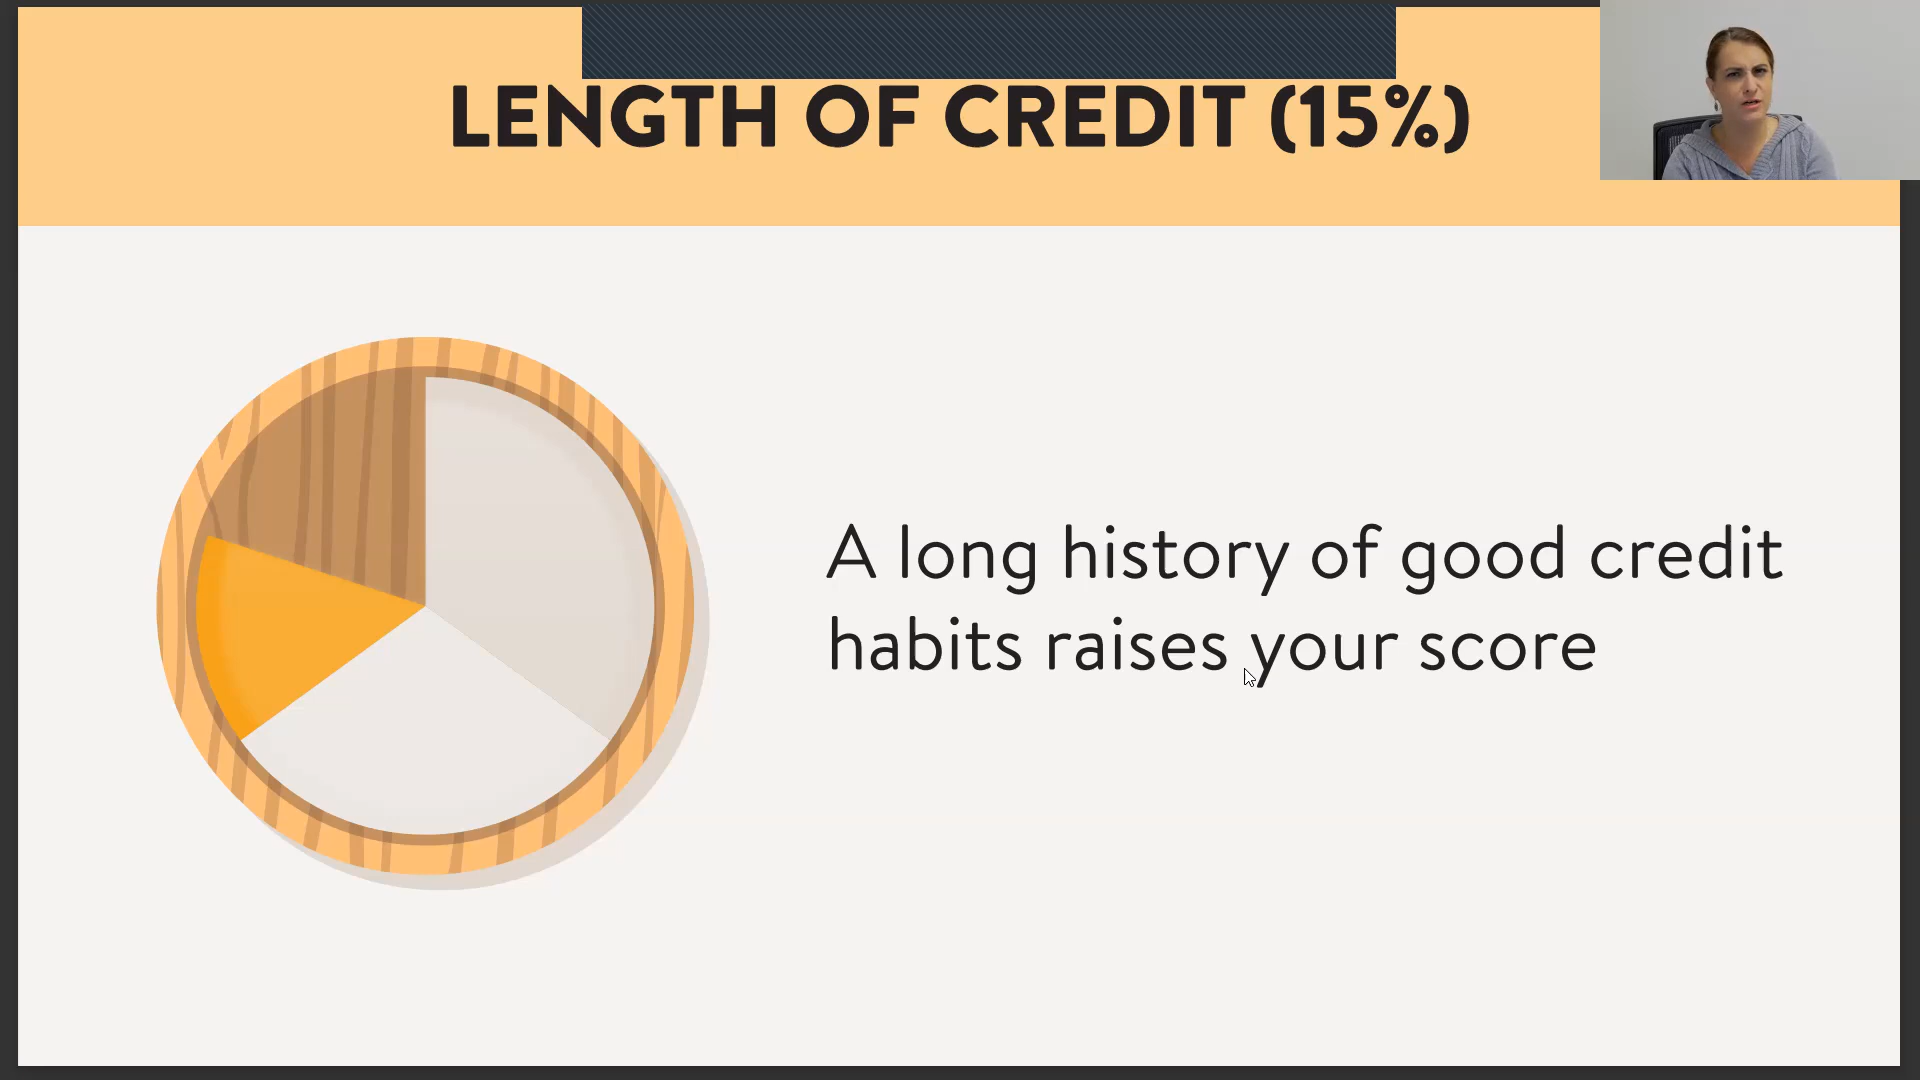 LENGTH OF CREDIT (15%)
A long history of good credit
habits raises your score